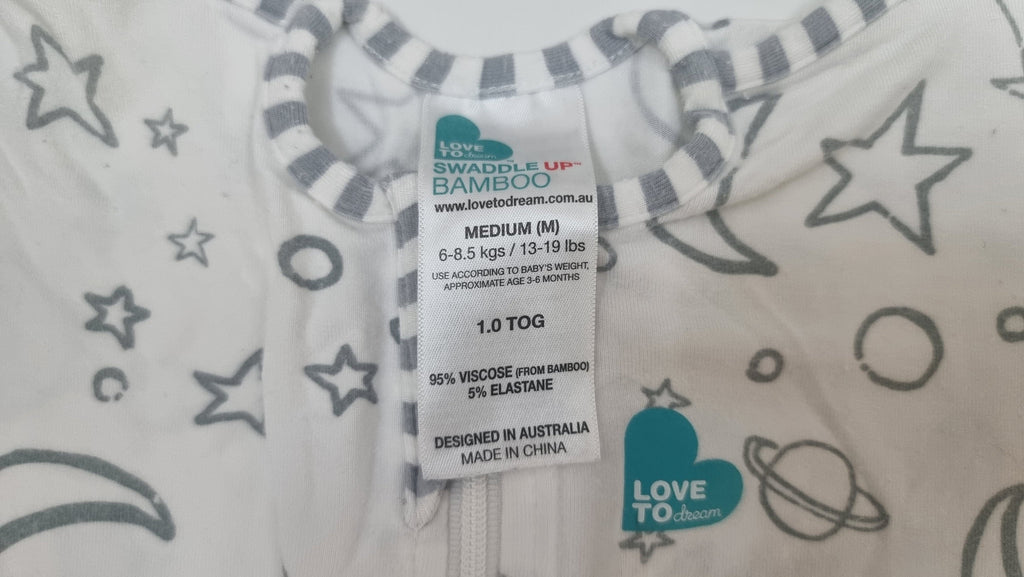 LOVE
TO dream™
SWADDLE UP™
BAMBOO
www.lovetodream.com.au
MEDIUM (M)
6-8.5 kgs / 13-19 lbs
USE ACCORDING TO BABY'S WEIGHT,
APPROXIMATE AGE 3-6 MONTHS
1.0 TOG
95% VISCOSE (FROM BAMBOO)
5% ELASTANE
DESIGNED IN AUSTRALIA
MADE IN CHINA
LOVE
TO dream